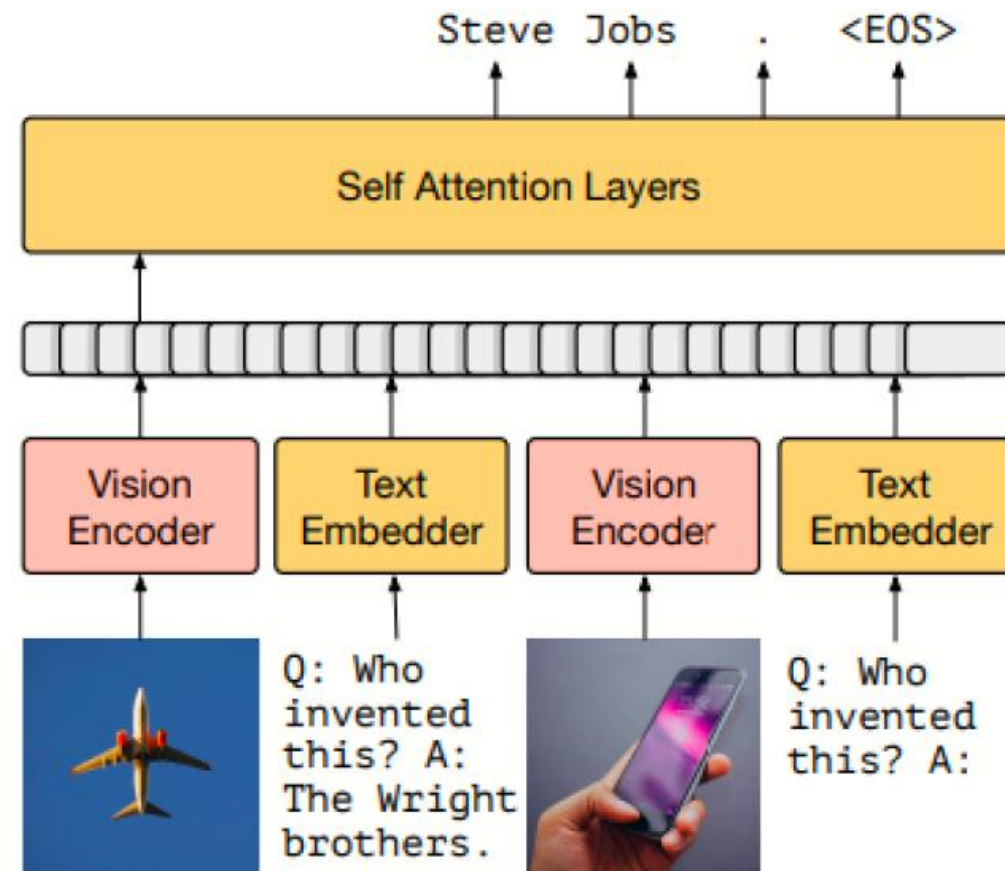 Steve Jobs . <EOS>
Self Attention Layers
Vision
Encoder
Text
Embedder
Vision
Encoder
Text
Embedder
Q: Who
invented
this? A:
The Wright
brothers.
Q: Who
invented
this? A: